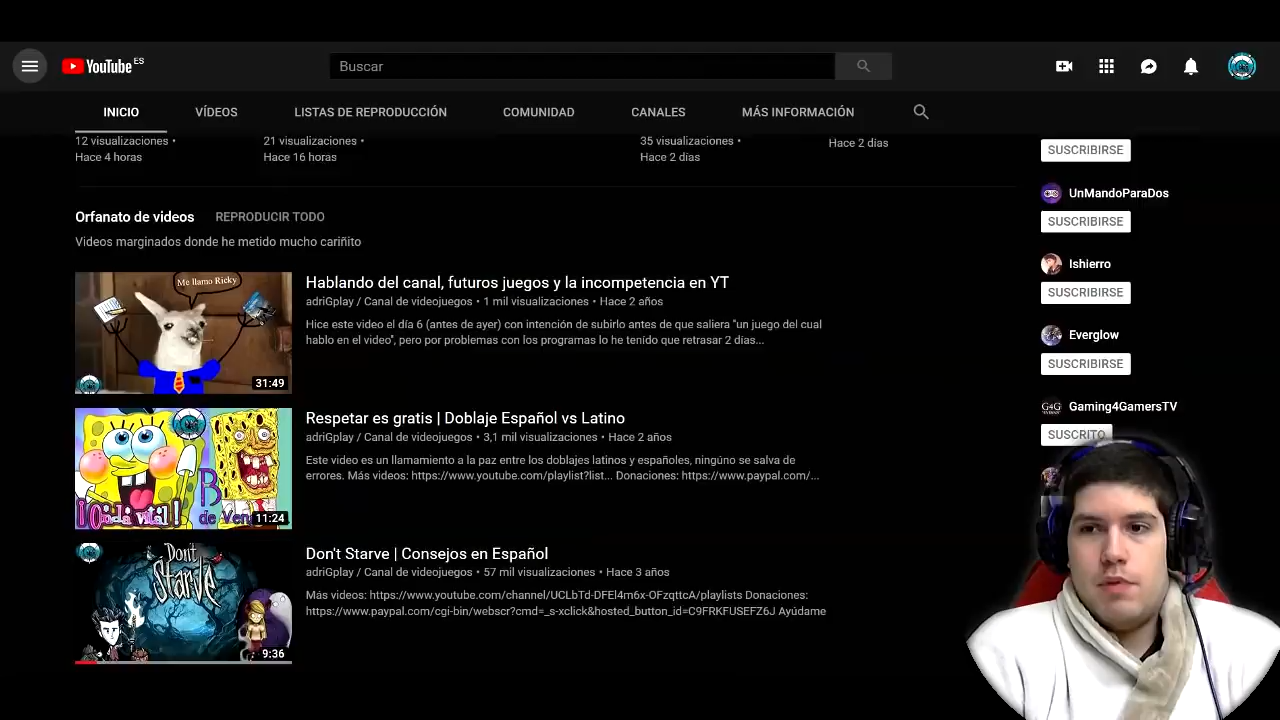 YouTube ES
Buscar
INICIO
VÍDEOS
LISTAS DE REPRODUCCIÓN
COMUNIDAD
CANALES
MÁS INFORMACIÓN
12 visualizaciones •
Hace 4 horas
21 visualizaciones •
Hace 16 horas
35 visualizaciones •
Hace 2 días
Hace 2 días
SUSCRIBIRSE
UnMandoParaDos
SUSCRIBIRSE
Ishierro
SUSCRIBIRSE
Everglow
SUSCRIBIRSE
G4G
Gaming4GamersTV
SUSCRITO
Orfanato de videos
REPRODUCIR TODO
Videos marginados donde he metido mucho cariñito
Me llamo Ricky
31:49
Hablando del canal, futuros juegos y la incompetencia en YT
adriGplay / Canal de videojuegos • 1 mil visualizaciones • Hace 2 años
Hice este video el día 6 (antes de ayer) con intención de subirlo antes de que saliera "un juego del cual
hablo en el video", pero por problemas con los programas lo he tenído que retrasar 2 días...
de
11:24
Respetar es gratis | Doblaje Español vs Latino
adriGplay / Canal de videojuegos • 3,1 mil visualizaciones • Hace 2 años
Este video es un llamamiento a la paz entre los doblajes latinos y españoles, ningúno se salva de
errores. Más videos: https://www.youtube.com/playlist?list... Donaciones: https://www.paypal.com/...
Don't
Starve
9:36
Don't Starve | Consejos en Español
adriGplay / Canal de videojuegos • 57 mil visualizaciones • Hace 3 años
Más videos: https://www.youtube.com/channel/UCLbTd-DFEl4m6x-OFzqttcA/playlists Donaciones:
https://www.paypal.com/cgi-bin/webscr?cmd=_s-xclick&hosted_button_id=C9FRKFUSEFZ6J Ayúdame